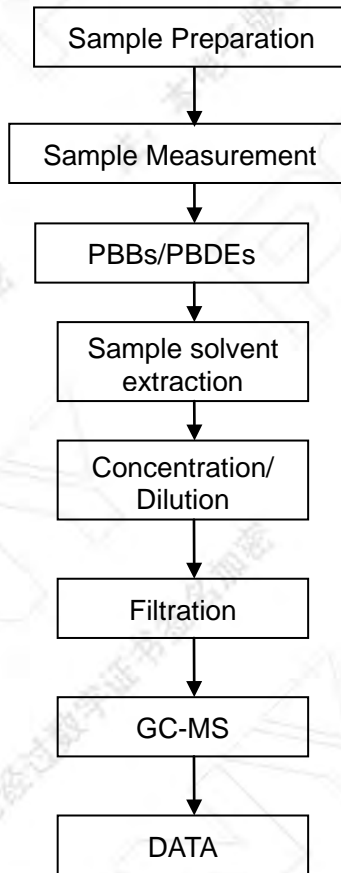 Sample Preparation
Sample Measurement
PBBs/PBDEs
Sample solvent
extraction
Concentration/
Dilution
Filtration
GC-MS
DATA